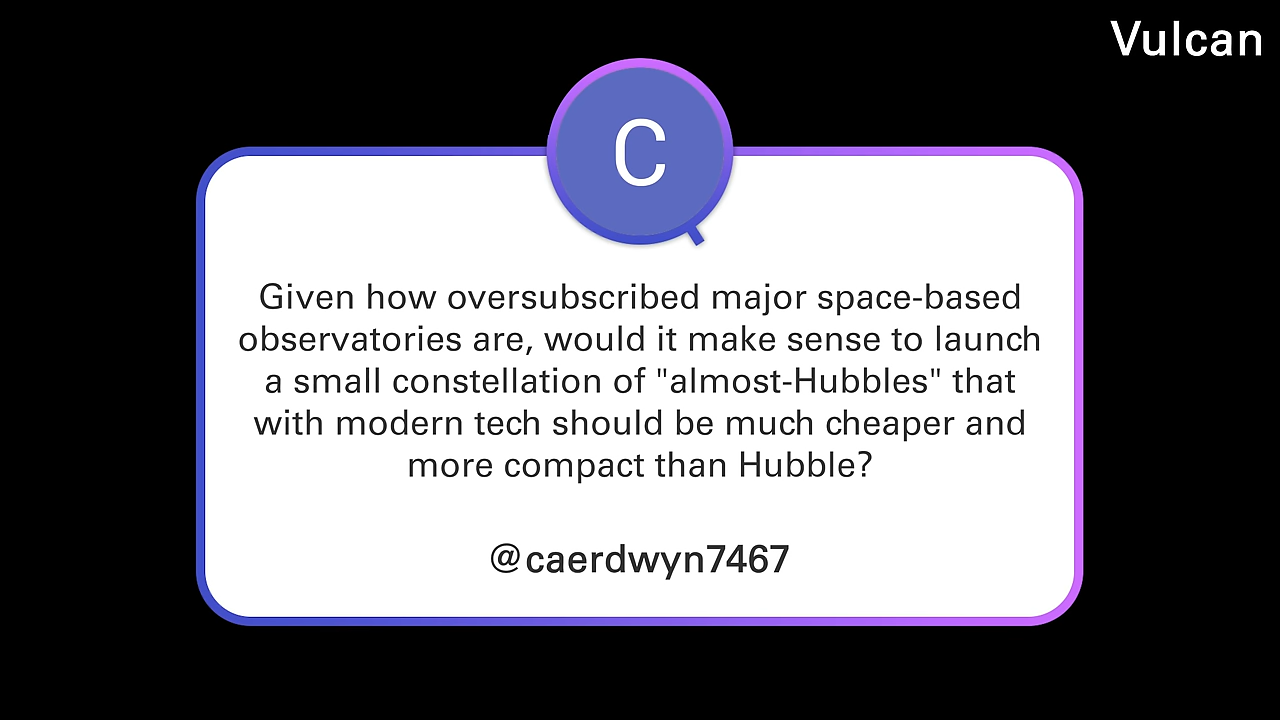 Vulcan
C
Given how oversubscribed major space-based
observatories are, would it make sense to launch
a small constellation of "almost-Hubbles" that
with modern tech should be much cheaper and
more compact than Hubble?
@caerdwyn7467